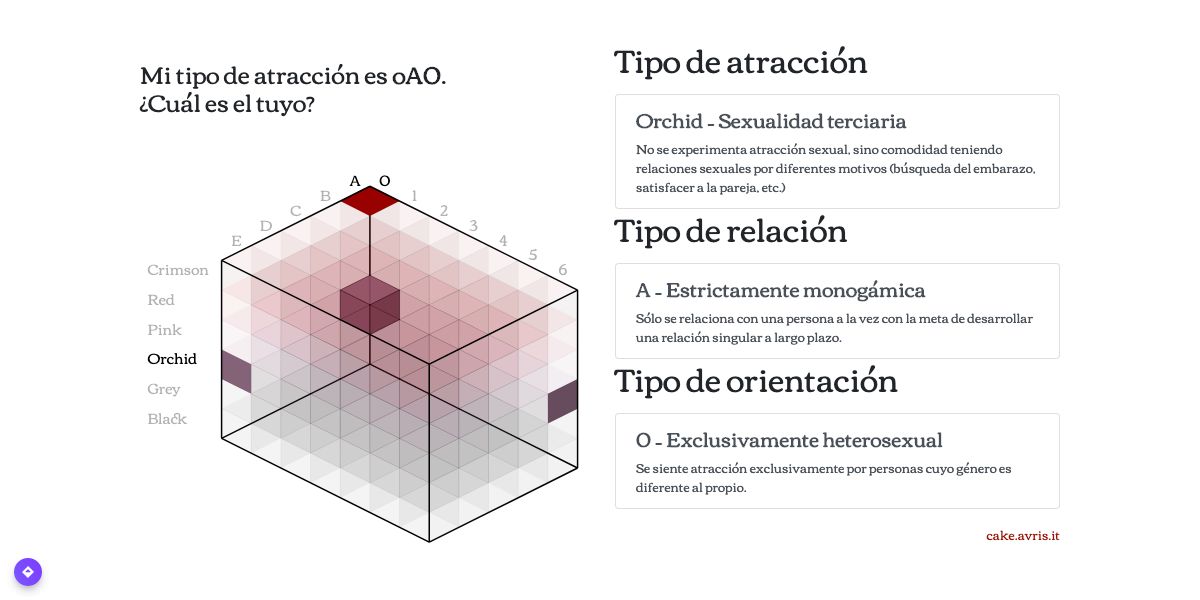 Mi tipo de atracción es oA0.
¿Cuál es el tuyo?
A 0
B 1
C 2
D 3
E 4
5
6
Crimson
Red
Pink
Orchid
Grey
Black
Tipo de atracción
Orchid - Sexualidad terciaria
No se experimenta atracción sexual, sino comodidad teniendo
relaciones sexuales por diferentes motivos (búsqueda del embarazo,
satisfacer a la pareja, etc.)
Tipo de relación
A - Estrictamente monogámica
Sólo se relaciona con una persona a la vez con la meta de desarrollar
una relación singular a largo plazo.
Tipo de orientación
0 - Exclusivamente heterosexual
Se siente atracción exclusivamente por personas cuyo género es
diferente al propio.
cake.avris.it